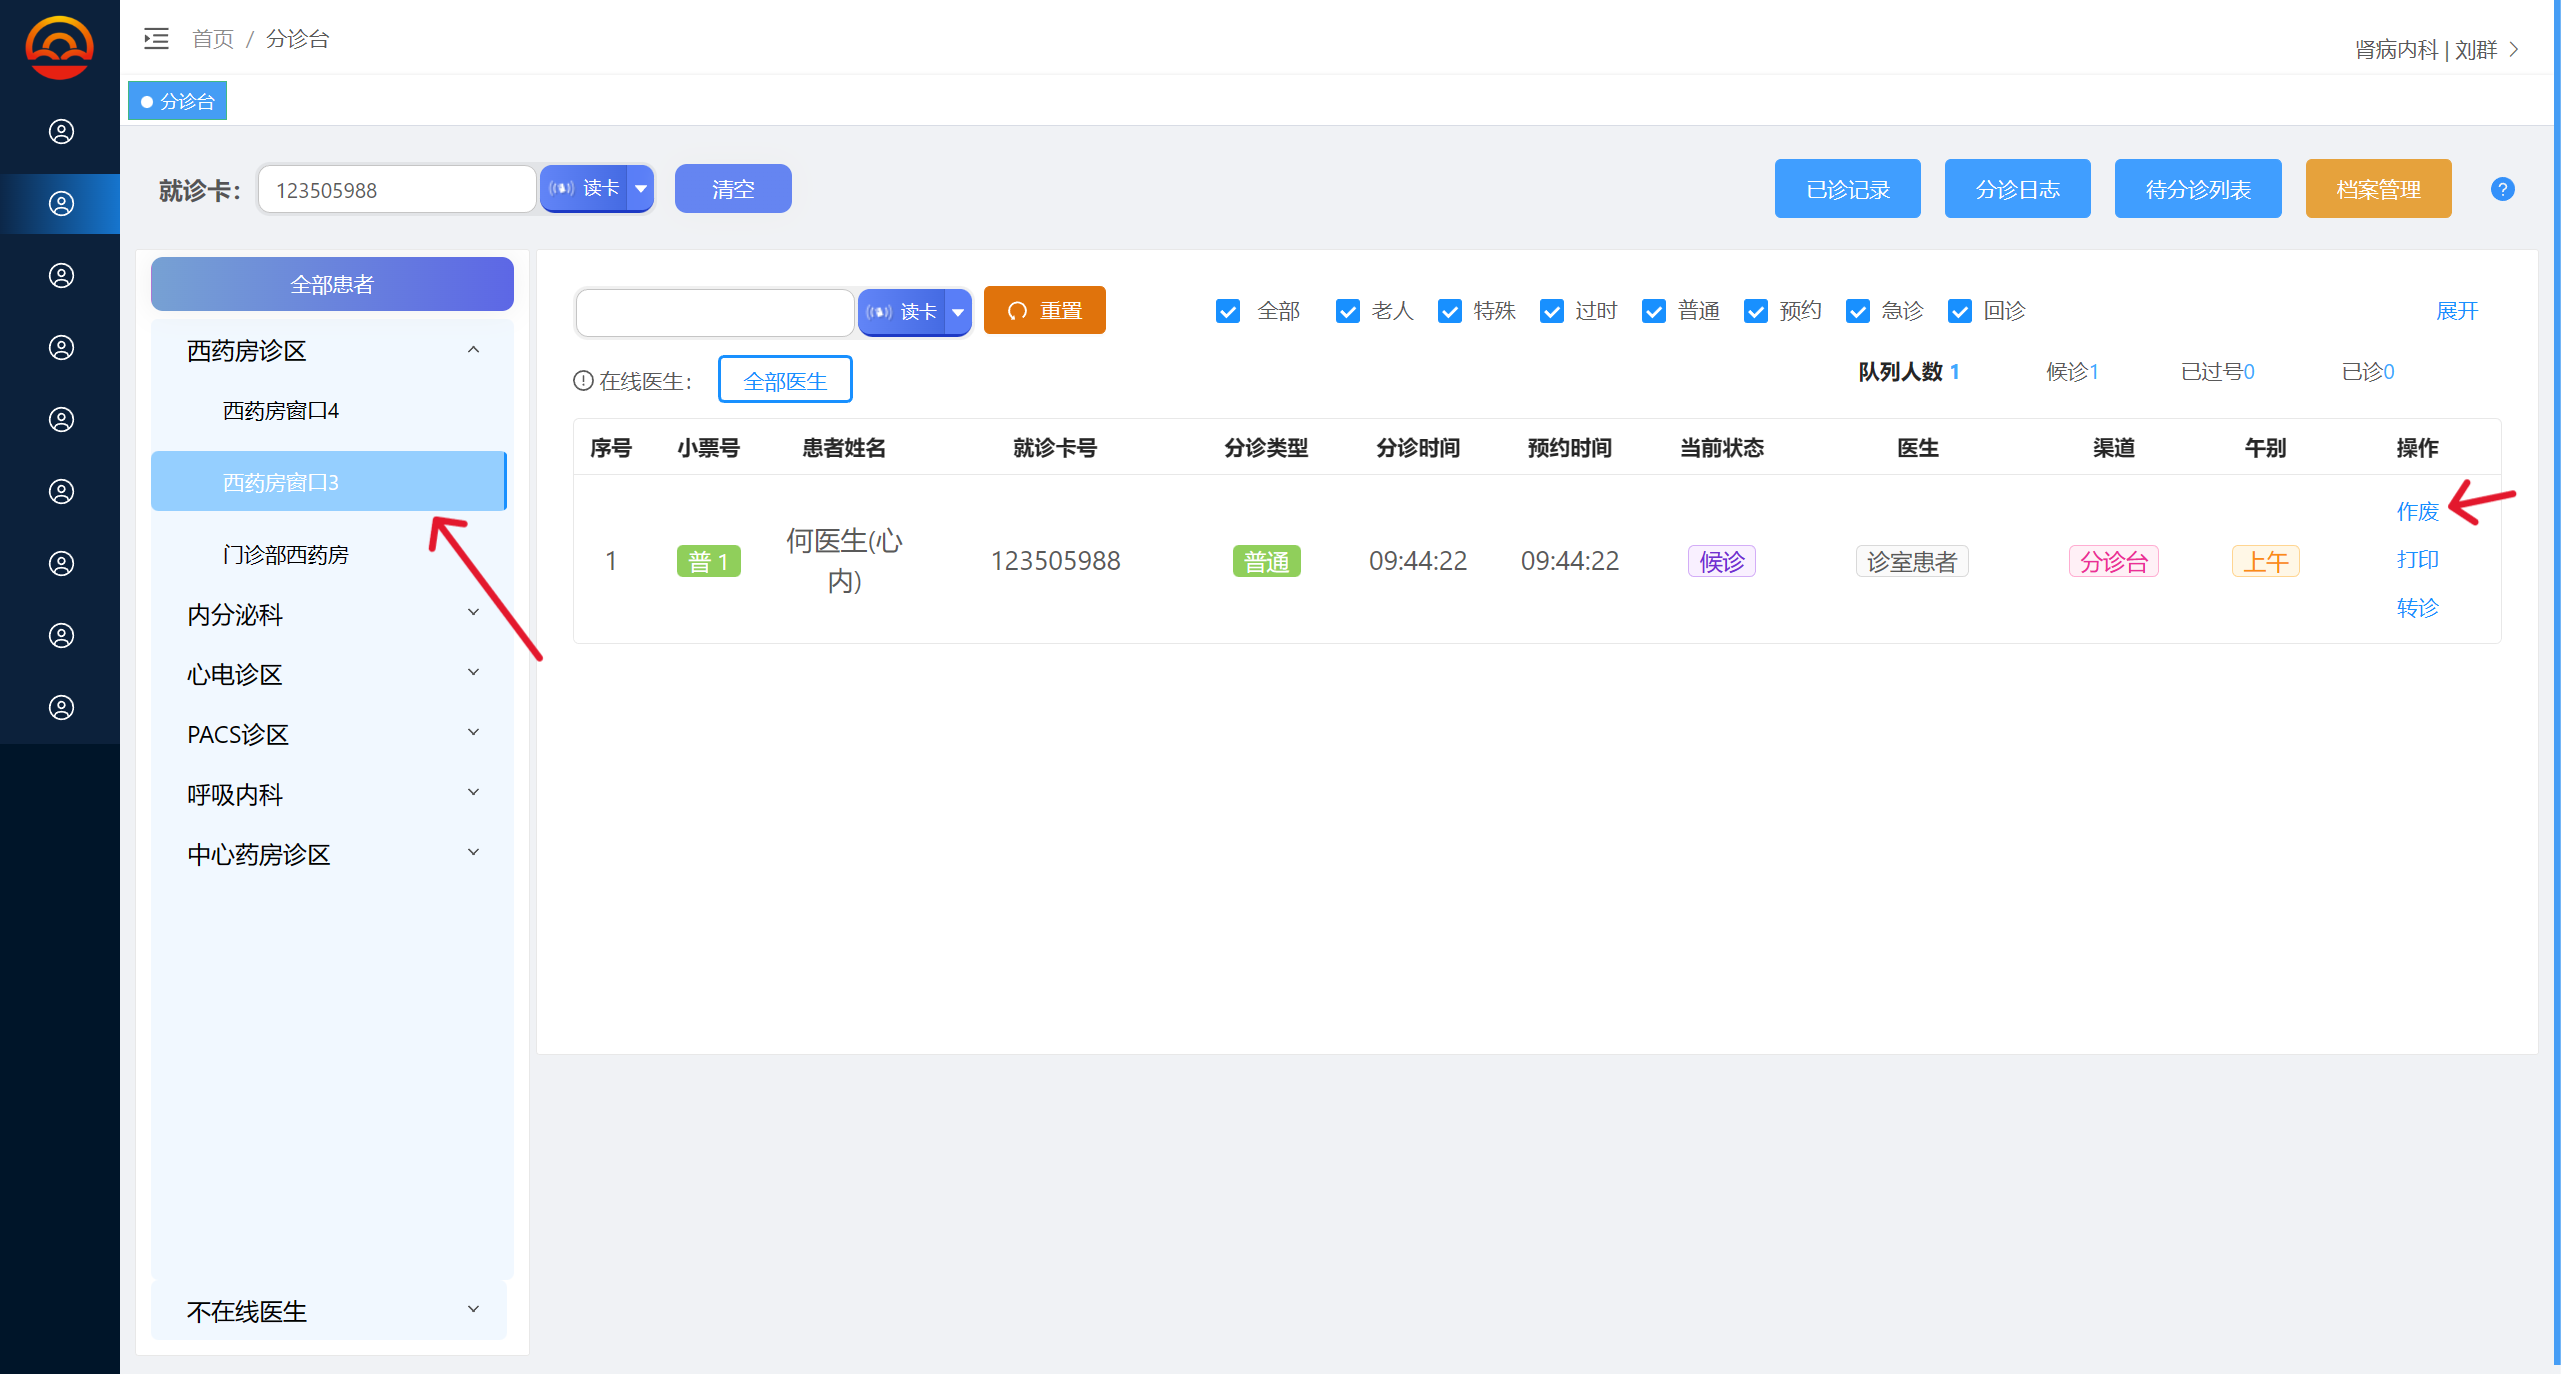 首页 / 分诊台
肾病内科 | 刘群
分诊台
就诊卡： 123505988 读卡 清空 已诊记录 分诊日志 待分诊列表 档案管理 ?
全部患者
西药房诊区
西药房窗口4
西药房窗口3
门诊部西药房
内分泌科
心电诊区
PACS诊区
呼吸内科
中心药房诊区
不在线医生
读卡 重置 全部 老人 特殊 过时 普通 预约 急诊 回诊 展开
在线医生： 全部医生 队列人数 1 候诊1 已过号0 已诊0
序号 小票号 患者姓名 就诊卡号 分诊类型 分诊时间 预约时间 当前状态 医生 渠道 午别 操作
1 普 1 何医生(心内) 123505988 普通 09:44:22 09:44:22 候诊 诊室患者 分诊台 上午
作废
打印
转诊